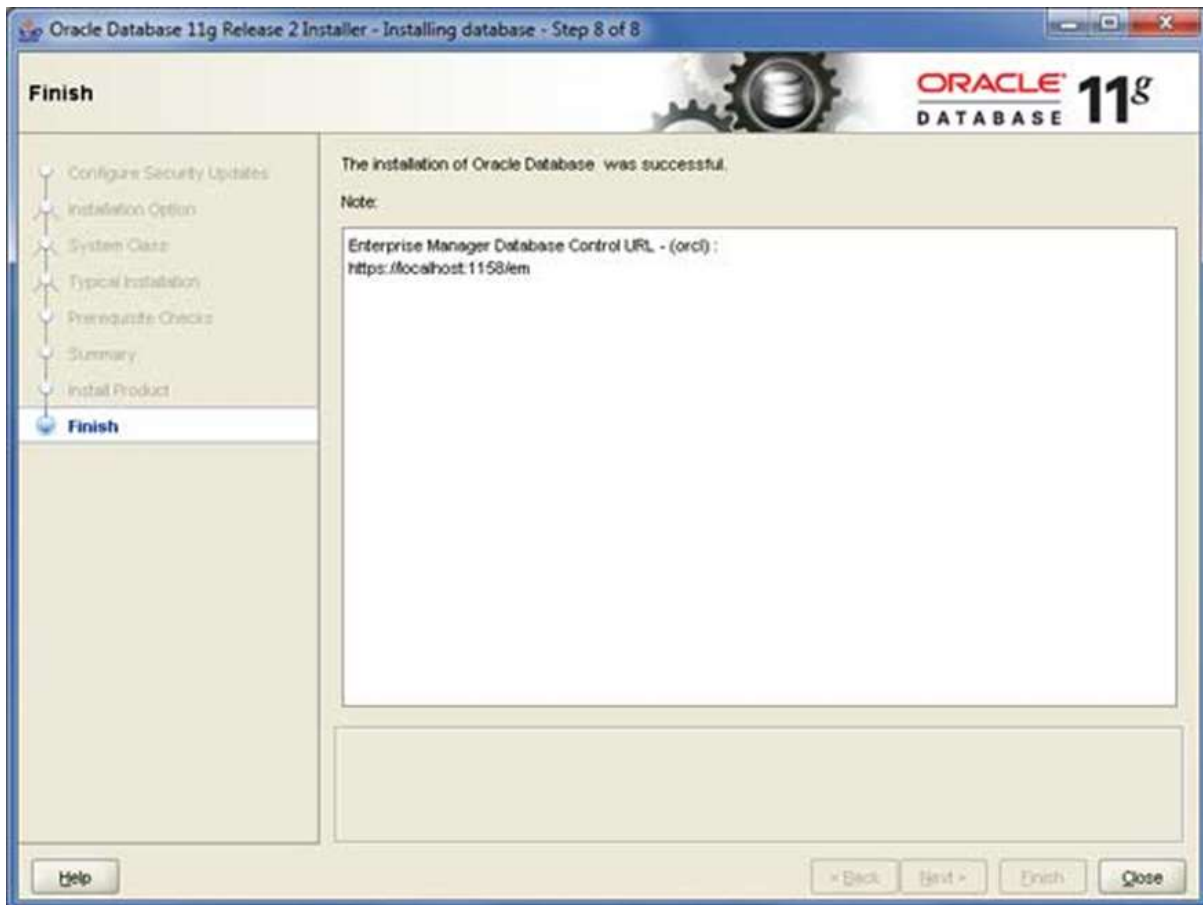 Oracle Database 11g Release 2 Installer - Installing database - Step 8 of 8
Finish
ORACLE
DATABASE
11g
Configure Security Updates
Installation Option
System Class
Typical Installation
Prerequisite Checks
Summary
Install Product
Finish
The installation of Oracle Database was successful.
Note:
Enterprise Manager Database Control URL - (orcl) :
https://localhost:1158/em
Help
< Back
Next >
Finish
Close